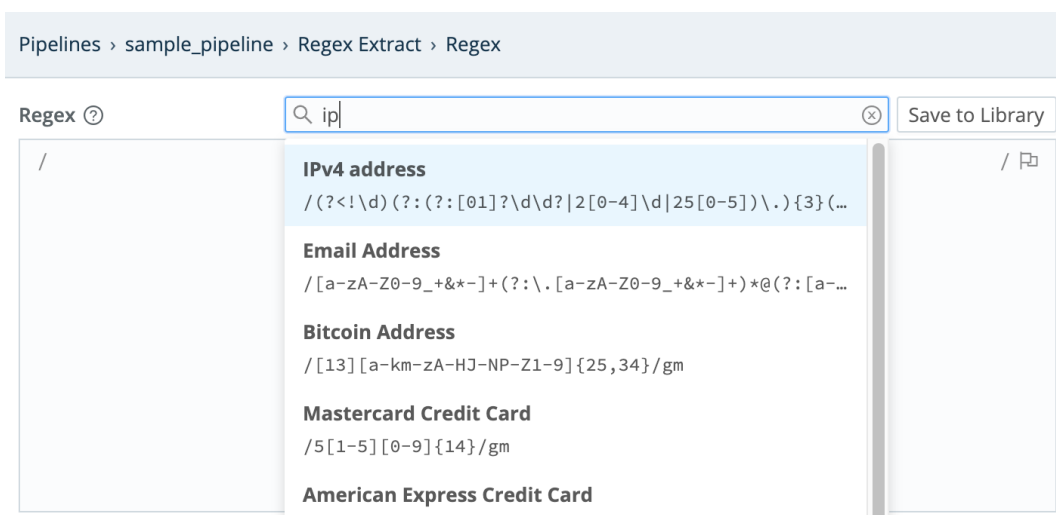 Pipelines › sample_pipeline › Regex Extract › Regex
Regex ? ip Save to Library
/ /
IPv4 address
/(?<!\d)(?:(?:[01]?\d\d?|2[0-4]\d|25[0-5])\.){3}(…
Email Address
/[a-zA-Z0-9_+&*-]+(?:\.[a-zA-Z0-9_+&*-]+)*@(?:[a-…
Bitcoin Address
/[13][a-km-zA-HJ-NP-Z1-9]{25,34}/gm
Mastercard Credit Card
/5[1-5][0-9]{14}/gm
American Express Credit Card